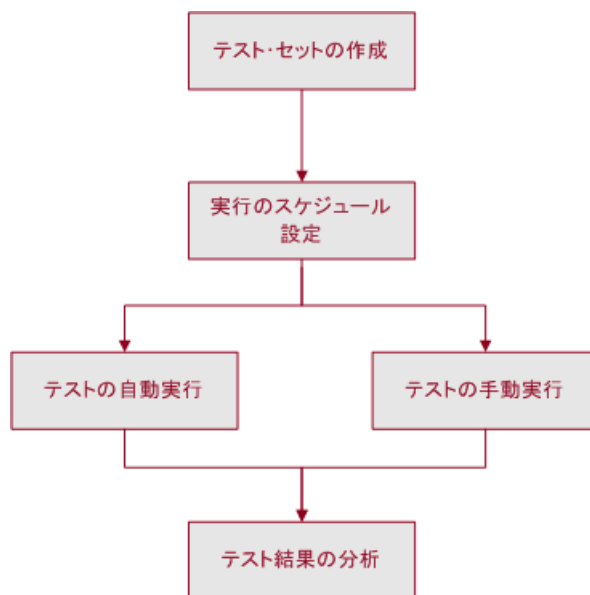 テスト・セットの作成
実行のスケジュール
設定
テストの自動実行
テストの手動実行
テスト結果の分析